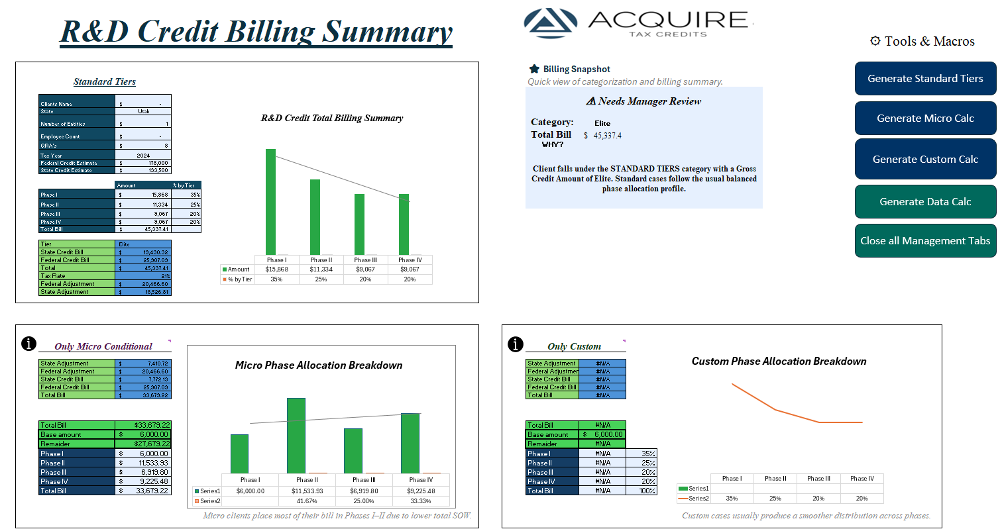 R&D Credit Billing Summary
ACQUIRE
TAX CREDITS
⚙ Tools & Macros
Generate Standard Tiers
Generate Micro Calc
Generate Custom Calc
Generate Data Calc
Close all Management Tabs
★ Billing Snapshot
Quick view of categorization and billing summary.
⚠ Needs Manager Review
Category: Elite
Total Bill $ 45,337.4
WHY?
Client falls under the STANDARD TIERS category with a Gross
Credit Amount of Elite. Standard cases follow the usual balanced
phase allocation profile.
Standard Tiers
Clients Name $ -
State Utah
Number of Entities $ 1
Employee Count $ -
QRA's $ 8
Tax Year 2024
Federal Credit Estimate $ 178,000
State Credit Estimate $ 133,500
Amount % by Tier
Phase I $ 15,868 35%
Phase II $ 11,334 25%
Phase III $ 9,067 20%
Phase IV $ 9,067 20%
Total Bill $ 45,337.41
Tier Elite
State Credit Bill $ 19,430.32
Federal Credit Bill $ 25,907.09
Total $ 45,337.41
Tax Rate 21%
Federal Adjustment $ 20,466.60
State Adjustment $ 18,526.81
R&D Credit Total Billing Summary
Phase I Phase II Phase III Phase IV
Amount $15,868 $11,334 $9,067 $9,067
% by Tier 35% 25% 20% 20%
Only Micro Conditional
State Adjustment $ 7,410.72
Federal Adjustment $ 20,466.60
State Credit Bill $ 7,772.13
Federal Credit Bill $ 25,907.09
Total Bill $ 33,679.22
Total Bill $33,679.22
Base amount $ 6,000.00
Remaider $27,679.22
Phase I $ 6,000.00
Phase II $ 11,533.93
Phase III $ 6,919.80
Phase IV $ 9,225.48
Total Bill $ 33,679.22
Micro Phase Allocation Breakdown
Phase I Phase II Phase III Phase IV
Series1 $6,000.00 $11,533.93 $6,919.80 $9,225.48
Series2 41.67% 25.00% 33.33%
Micro clients place most of their bill in Phases I–II due to lower total SOW.
Only Custom
State Adjustment #N/A
Federal Adjustmen #N/A
State Credit Bill #N/A
Federal Credit Bill #N/A
Total Bill #N/A
Total Bill #N/A
Base amount $ 6,000.00
Remaider #N/A
Phase I #N/A 35%
Phase II #N/A 25%
Phase III #N/A 20%
Phase IV #N/A 20%
Total Bill #N/A 100%
Custom Phase Allocation Breakdown
Phase I Phase II Phase III Phase IV
Series1
Series2 35% 25% 20% 20%
Custom cases usually produce a smoother distribution across phases.